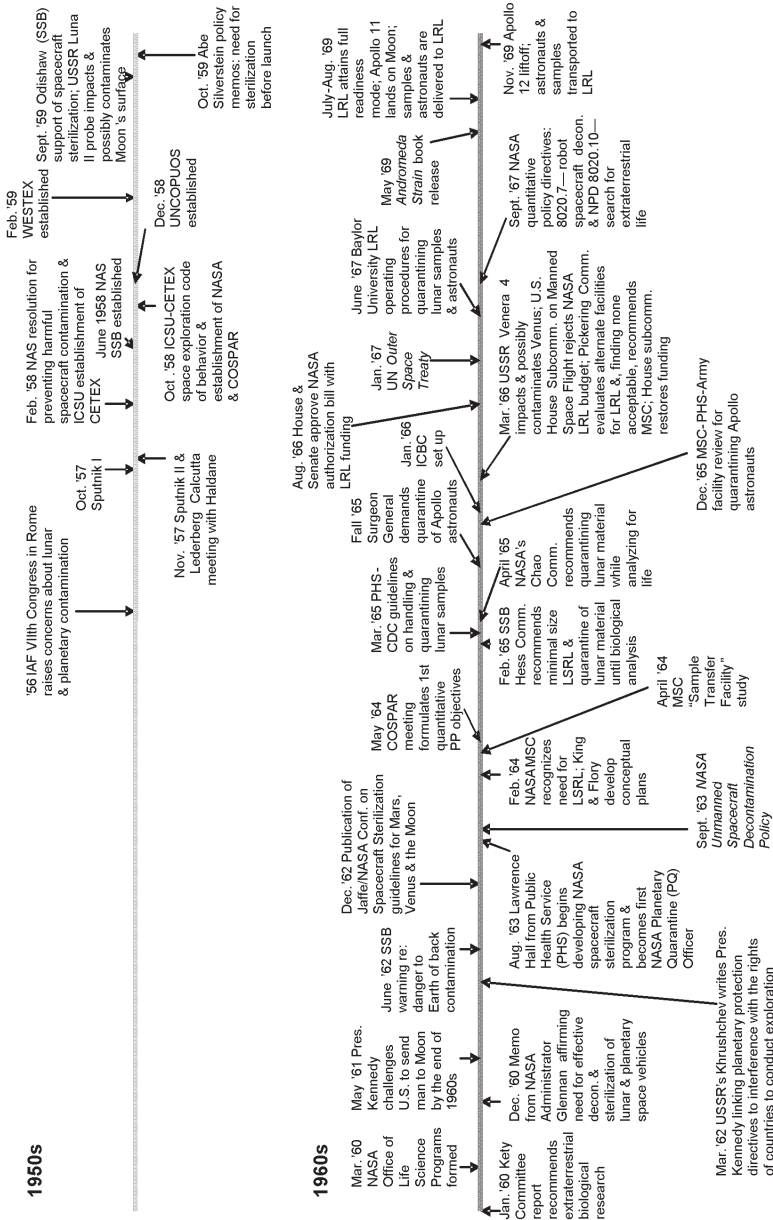 1950s
'56 IAF VIIth Congress in Rome
raises concerns about lunar
& planetary contamination
Oct. '57
Sputnik I
Nov. '57 Sputnik II &
Lederberg Calcutta
meeting with Haldane
Feb. '58 NAS resolution for
preventing harmful
spacecraft contamination &
ICSU establishment of
CETEX
June 1958 NAS
SSB established
Oct. '58 ICSU-CETEX
space exploration code
of behavior &
establishment of NASA
& COSPAR
Dec. '58
UNCOPUOS
established
Feb. '59
WESTEX
established
Sept. '59 Odishaw (SSB)
support of spacecraft
sterilization; USSR Luna
II probe impacts &
possibly contaminates
Moon's surface
Oct. '59 Abe
Silverstein policy
memos: need for
sterilization
before launch
1960s
Jan. '60 Kety
Committee
report
recommends
extraterrestrial
biological
research
Mar. '60
NASA
Office of
Life
Science
Programs
formed
Dec. '60 Memo
from NASA
Administrator
Glennan affirming
need for effective
decon. &
sterilization of
lunar & planetary
space vehicles
May '61 Pres.
Kennedy
challenges
U.S. to send
man to Moon
by the end of
1960s
Mar. '62 USSR's Khrushchev writes Pres.
Kennedy linking planetary protection
directives to interference with the rights
of countries to conduct exploration
June '62 SSB
warning re:
danger to
Earth of back
contamination
Dec. '62 Publication of
Jaffe/NASA Conf. on
Spacecraft Sterilization
guidelines for Mars,
Venus & the Moon
Aug. '63 Lawrence
Hall from Public
Health Service
(PHS) begins
developing NASA
spacecraft
sterilization
program &
becomes first
NASA Planetary
Quarantine (PQ)
Officer
Sept. '63 NASA
Unmanned
Spacecraft
Decontamination
Policy
Feb. '64
NASAMSC
recognizes
need for
LSRL; King
& Flory
develop
conceptual
plans
April '64
MSC
“Sample
Transfer
Facility”
study
May '64
COSPAR
meeting
formulates 1st
quantitative
PP objectives
Feb. '65 SSB
Hess Comm.
recommends
minimal size
LSRL &
quarantine of
lunar material
until biological
analysis
Mar. '65 PHS-
CDC guidelines
on handling &
quarantining
lunar samples
April '65
NASA's
Chao
Comm.
recommends
quarantining
lunar material
while
analyzing for
life
Fall '65
Surgeon
General
demands
quarantine
of Apollo
astronauts
Dec. '65 MSC-PHS-Army
facility review for
quarantining Apollo
astronauts
Jan. '66
ICBC
set up
Mar. '66 USSR Venera 4
impacts & possibly
contaminates Venus; U.S.
House Subcomm. on Manned
Space Flight rejects NASA
LRL budget; Pickering Comm.
evaluates alternate facilities
for LRL &, finding none
acceptable, recommends
MSC; House subcomm.
restores funding
Aug. '66 House &
Senate approve NASA
authorization bill with
LRL funding
Jan. '67
UN Outer
Space
Treaty
June '67 Baylor
University LRL
operating
procedures for
quarantining
lunar samples
& astronauts
Sept. '67 NASA
quantitative
policy directives:
8020.7— robot
spacecraft decon.
& NPD 8020.10—
search for
extraterrestrial
life
May '69
Andromeda
Strain book
release
July-Aug. '69
LRL attains full
readiness
mode; Apollo 11
lands on Moon;
samples &
astronauts are
delivered to LRL
Nov. '69 Apollo
12 liftoff;
astronauts &
samples
transported to
LRL